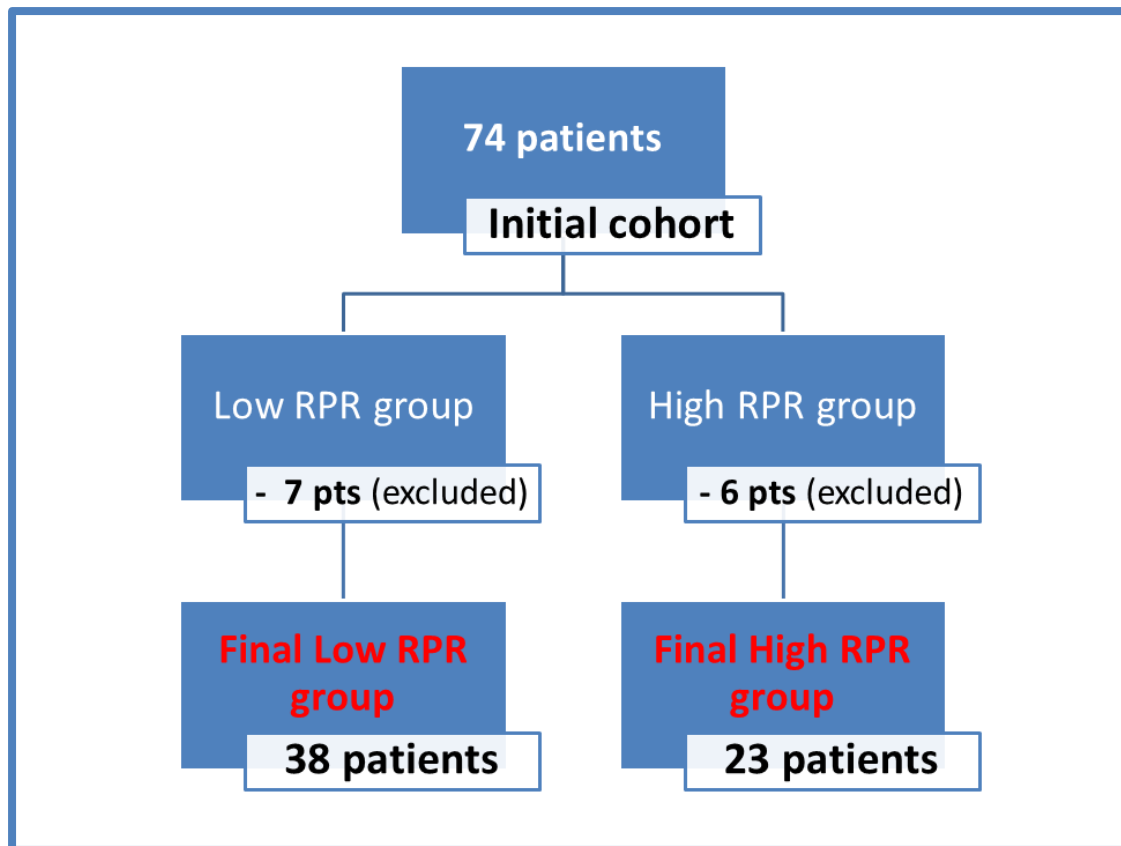 74 patients
Initial cohort
Low RPR group
- 7 pts (excluded)
High RPR group
- 6 pts (excluded)
Final Low RPR
group
38 patients
Final High RPR
group
23 patients